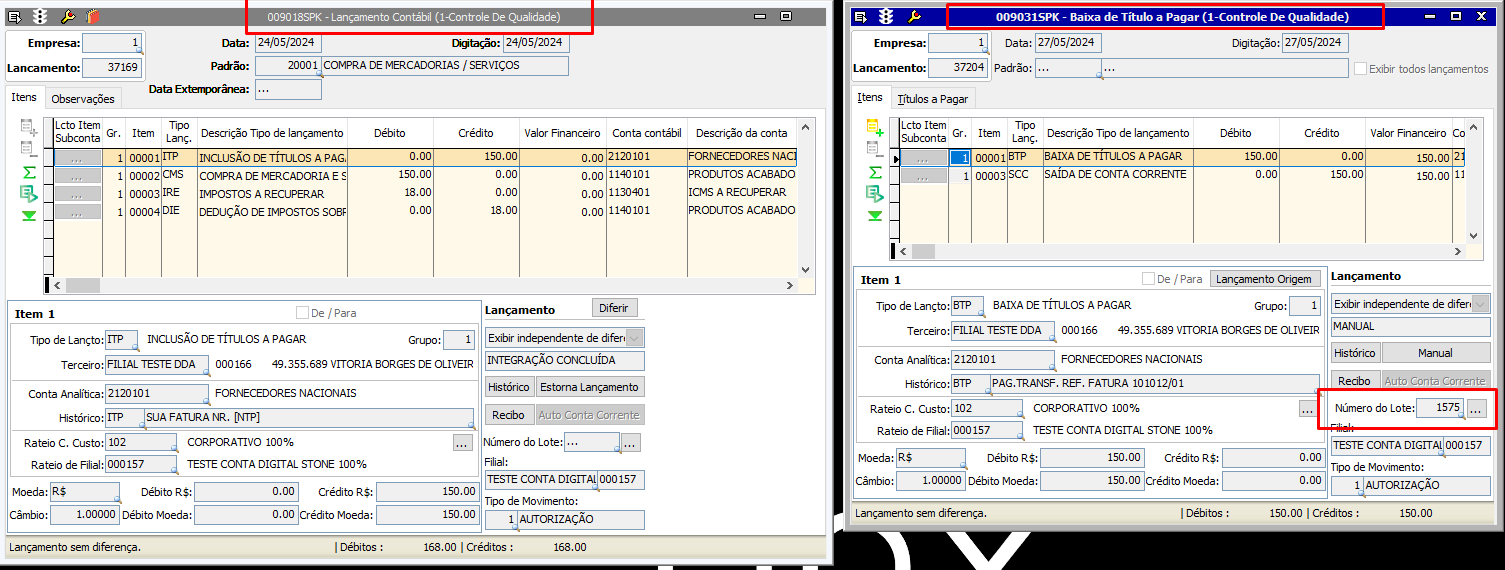 009018SPK - Lançamento Contábil (1-Controle De Qualidade)
Empresa: 1
Data: 24/05/2024
Digitação: 24/05/2024
Lancamento: 37169
Padrão: 20001 COMPRA DE MERCADORIAS / SERVIÇOS
Data Extemporânea: ...
Itens Observações
Lcto Item Subconta Gr. Item Tipo Lanç. Descrição Tipo de lançamento Débito Crédito Valor Financeiro Conta contábil Descrição da conta
... 1 00001 ITP INCLUSÃO DE TÍTULOS A PAG 0.00 150.00 0.00 2120101 FORNECEDORES NACI
... 1 00002 CMS COMPRA DE MERCADORIA E S 150.00 0.00 0.00 1140101 PRODUTOS ACABADO
... 1 00003 IRE IMPOSTOS A RECUPERAR 18.00 0.00 0.00 1130401 ICMS A RECUPERAR
... 1 00004 DIE DEDUÇÃO DE IMPOSTOS SOBR 0.00 18.00 0.00 1140101 PRODUTOS ACABADO
Item 1
De / Para
Tipo de Lançto: ITP INCLUSÃO DE TÍTULOS A PAGAR Grupo: 1
Terceiro: FILIAL TESTE DDA 000166 49.355.689 VITORIA BORGES DE OLIVEIR
Conta Analítica: 2120101 FORNECEDORES NACIONAIS
Histórico: ITP SUA FATURA NR. [NTP]
Rateio C. Custo: 102 CORPORATIVO 100% ...
Rateio de Filial: 000157 TESTE CONTA DIGITAL STONE 100%
Moeda: R$ Débito R$: 0.00 Crédito R$: 150.00
Câmbio: 1.00000 Débito Moeda: 0.00 Crédito Moeda: 150.00
Lançamento Diferir
Exibir independente de difere
INTEGRAÇÃO CONCLUÍDA
Histórico Estorna Lançamento
Recibo Auto Conta Corrente
Número do Lote: ... ...
Filial:
TESTE CONTA DIGITAL 000157
Tipo de Movimento:
1 AUTORIZAÇÃO
Lançamento sem diferença. | Débitos : 168.00 | Créditos : 168.00
009031SPK - Baixa de Título a Pagar (1-Controle De Qualidade)
Empresa: 1
Data: 27/05/2024
Digitação: 27/05/2024
Lancamento: 37204
Padrão: ... ...
Exibir todos lançamentos
Itens Títulos a Pagar
Lcto Item Subconta Gr. Item Tipo Lanç. Descrição Tipo de lançamento Débito Crédito Valor Financeiro Co
... 1 00001 BTP BAIXA DE TÍTULOS A PAGAR 150.00 0.00 150.00 21
... 1 00003 SCC SAÍDA DE CONTA CORRENTE 0.00 150.00 150.00 11
Item 1
De / Para Lançamento Origem
Tipo de Lançto: BTP BAIXA DE TÍTULOS A PAGAR Grupo: 1
Terceiro: FILIAL TESTE DDA 000166 49.355.689 VITORIA BORGES DE OLIVEIR
Conta Analítica: 2120101 FORNECEDORES NACIONAIS
Histórico: BTP PAG.TRANSF. REF. FATURA 101012/01
Rateio C. Custo: 102 CORPORATIVO 100% ...
Rateio de Filial: 000157 TESTE CONTA DIGITAL STONE 100%
Moeda: R$ Débito R$: 150.00 Crédito R$: 0.00
Câmbio: 1.00000 Débito Moeda: 150.00 Crédito Moeda: 0.00
Lançamento
Exibir independente de difere
MANUAL
Histórico Manual
Recibo Auto Conta Corrente
Número do Lote: 1575 ...
Filial:
TESTE CONTA DIGITAL 000157
Tipo de Movimento:
1 AUTORIZAÇÃO
Lançamento sem diferença. | Débitos : 150.00 | Créditos : 150.00